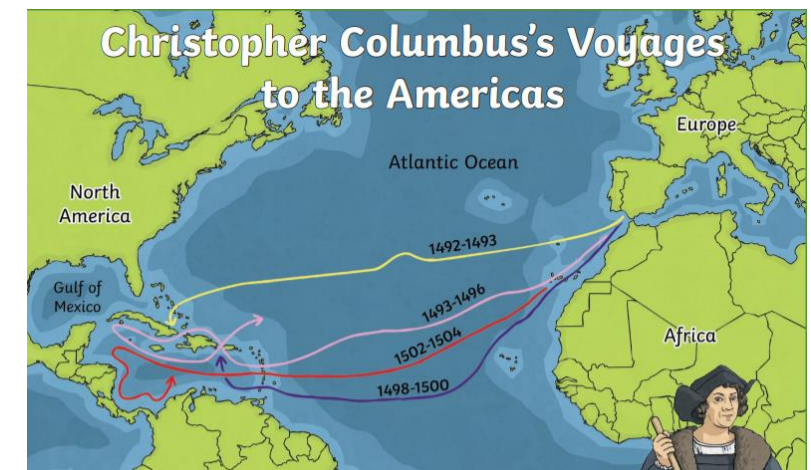 Christopher Columbus's Voyages
to the Americas
Europe
Atlantic Ocean
North
America
1492-1493
Gulf of
Mexico
1493-1496
1502-1504
Africa
1498-1500